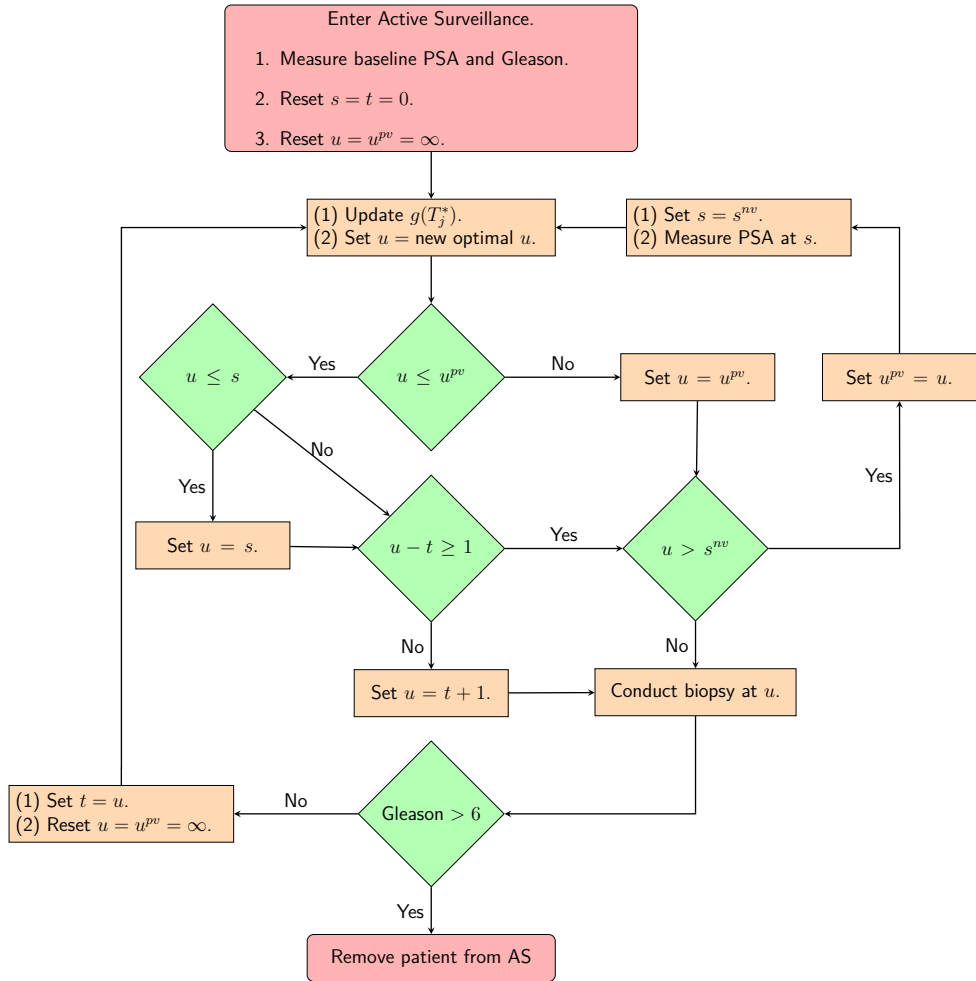 Enter Active Surveillance.
1. Measure baseline PSA and Gleason.
2. Reset s = t = 0.
3. Reset u = u^{pv} = ∞.
(1) Update g(T_j^*).
(2) Set u = new optimal u.
(1) Set s = s^{nv}.
(2) Measure PSA at s.
u ≤ s
Yes
u ≤ u^{pv}
No
Set u = u^{pv}.
Set u^{pv} = u.
No
Yes
Yes
Set u = s.
u − t ≥ 1
Yes
u > s^{nv}
No
No
Set u = t + 1.
Conduct biopsy at u.
(1) Set t = u.
(2) Reset u = u^{pv} = ∞.
No
Gleason > 6
Yes
Remove patient from AS